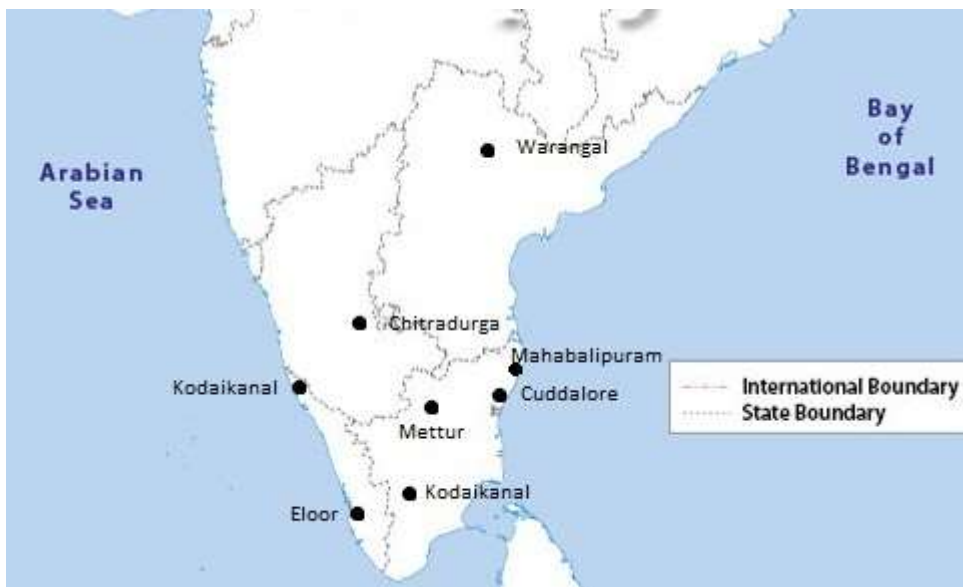 Warangal
Bay
of
Bengal
Arabian
Sea
Chitradurga
Mahabalipuram
Kodaikanal
Cuddalore
International Boundary
State Boundary
Mettur
Kodaikanal
Eloor